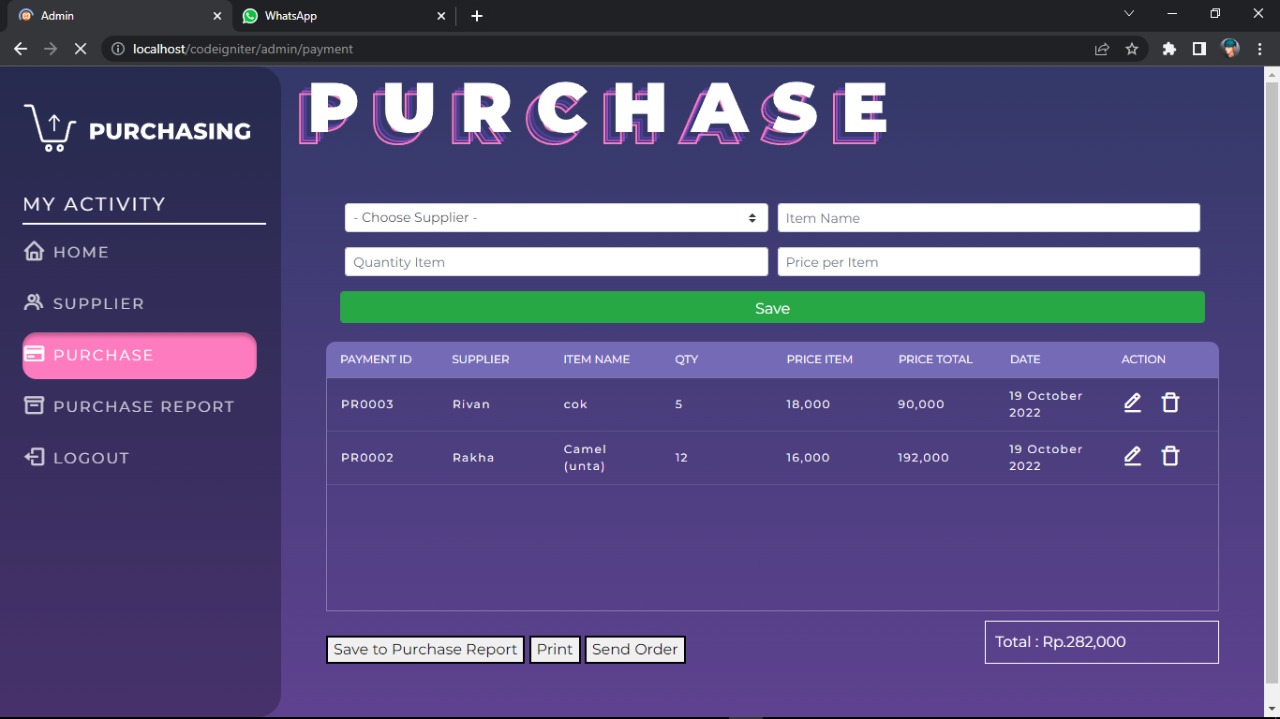 Admin
WhatsApp
localhost/codeigniter/admin/payment
PURCHASING
PURCHASE
MY ACTIVITY
HOME
SUPPLIER
PURCHASE
PURCHASE REPORT
LOGOUT
- Choose Supplier -
Item Name
Quantity Item
Price per Item
Save
PAYMENT ID SUPPLIER ITEM NAME QTY PRICE ITEM PRICE TOTAL DATE ACTION
PR0003 Rivan cok 5 18,000 90,000 19 October
2022
PR0002 Rakha Camel 12 16,000 192,000 19 October
(unta) 2022
Save to Purchase Report Print Send Order
Total : Rp.282,000